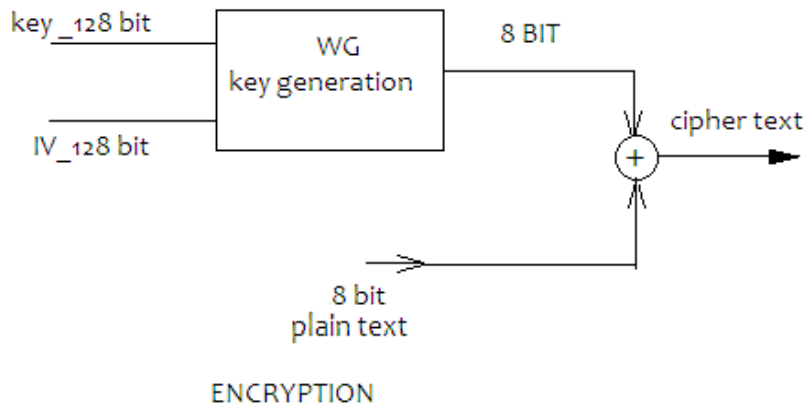 key _128 bit
WG
key generation
8 BIT
IV_128 bit
cipher text
+
8 bit
plain text
ENCRYPTION